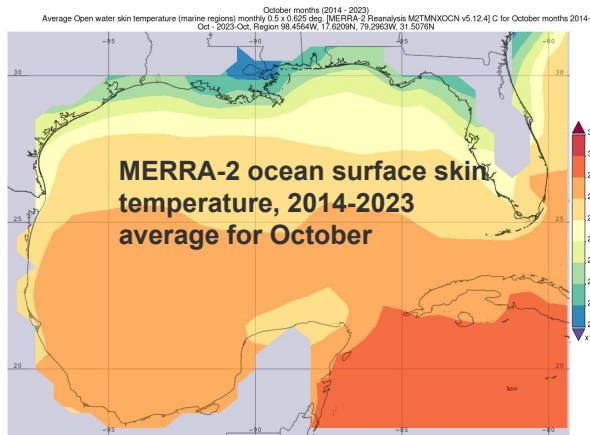 October months (2014 - 2023)
Average Open water skin temperature (marine regions) monthly 0.5 x 0.625 deg. [MERRA-2 Reanalysis M2TMNXOCN v5.12.4] C for October months 2014-
Oct - 2023-Oct, Region 98.4564W, 17.6209N, 79.2963W, 31.5076N
-95
-90
-85
-80
30
30
MERRA-2 ocean surface skin
temperature, 2014-2023
average for October
25
25
20
20
-95
-90
-85
-80